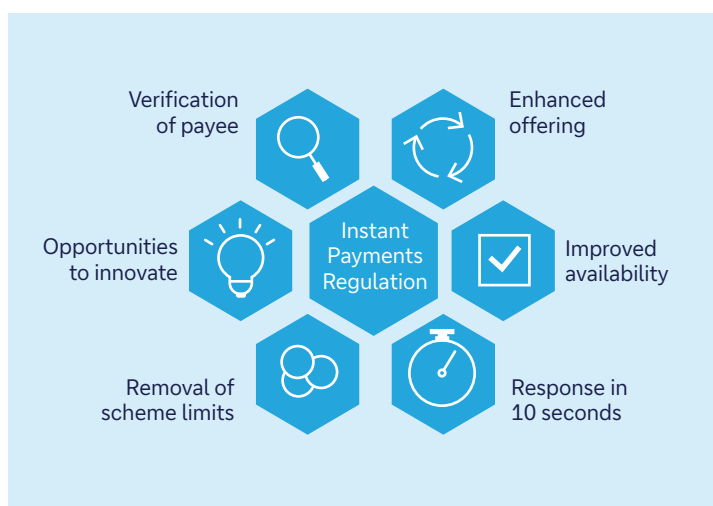 Verification
of payee
Enhanced
offering
Opportunities
to innovate
Instant
Payments
Regulation
Improved
availability
Removal of
scheme limits
Response in
10 seconds